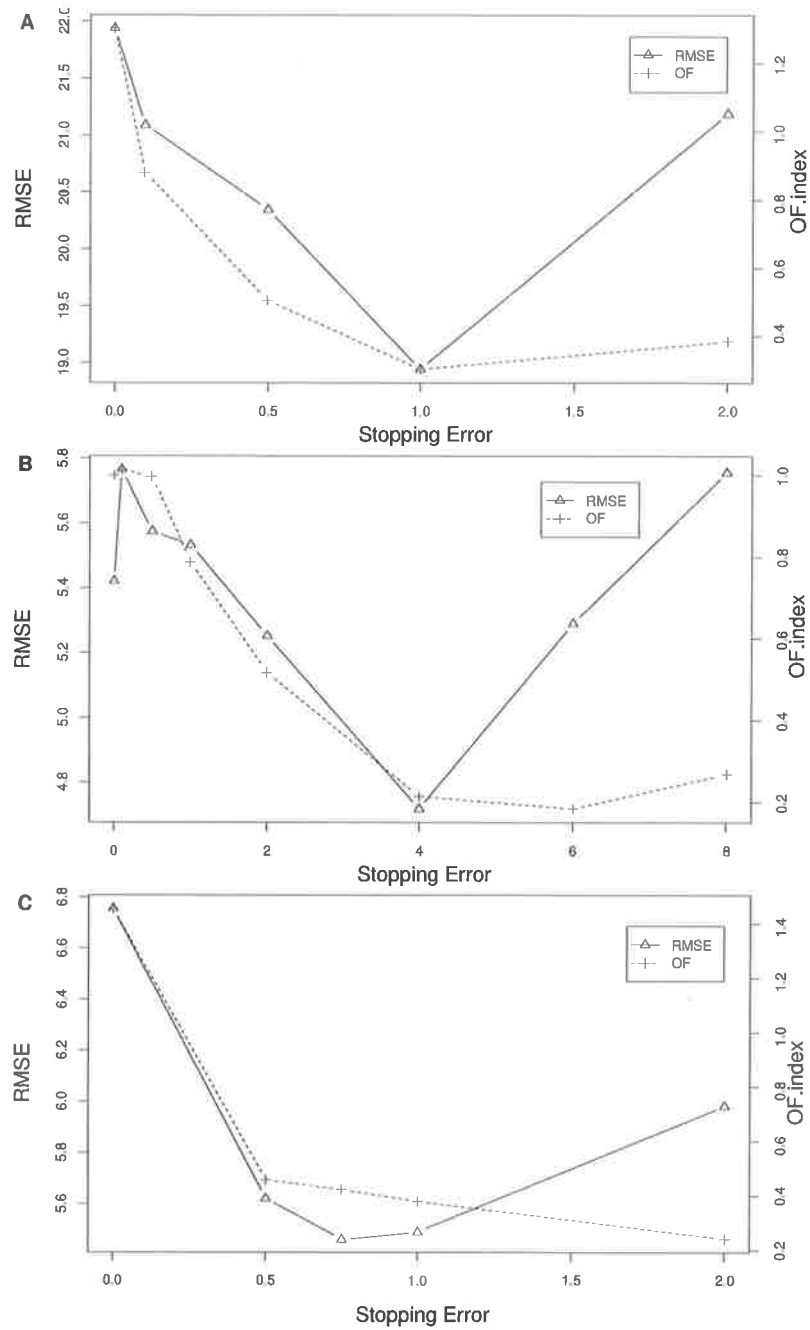 A
RMSE
22.0
21.5
21.0
20.5
20.0
19.5
19.0
RMSE
OF
1.2
1.0
0.8
0.6
0.4
OF.index
0.0 0.5 1.0 1.5 2.0
Stopping Error
B
RMSE
5.8
5.6
5.4
5.2
5.0
4.8
RMSE
OF
1.0
0.8
0.6
0.4
0.2
OF.index
0 2 4 6 8
Stopping Error
C
RMSE
6.8
6.6
6.4
6.2
6.0
5.8
5.6
RMSE
OF
1.4
1.2
1.0
0.8
0.6
0.4
0.2
OF.index
0.0 0.5 1.0 1.5 2.0
Stopping Error